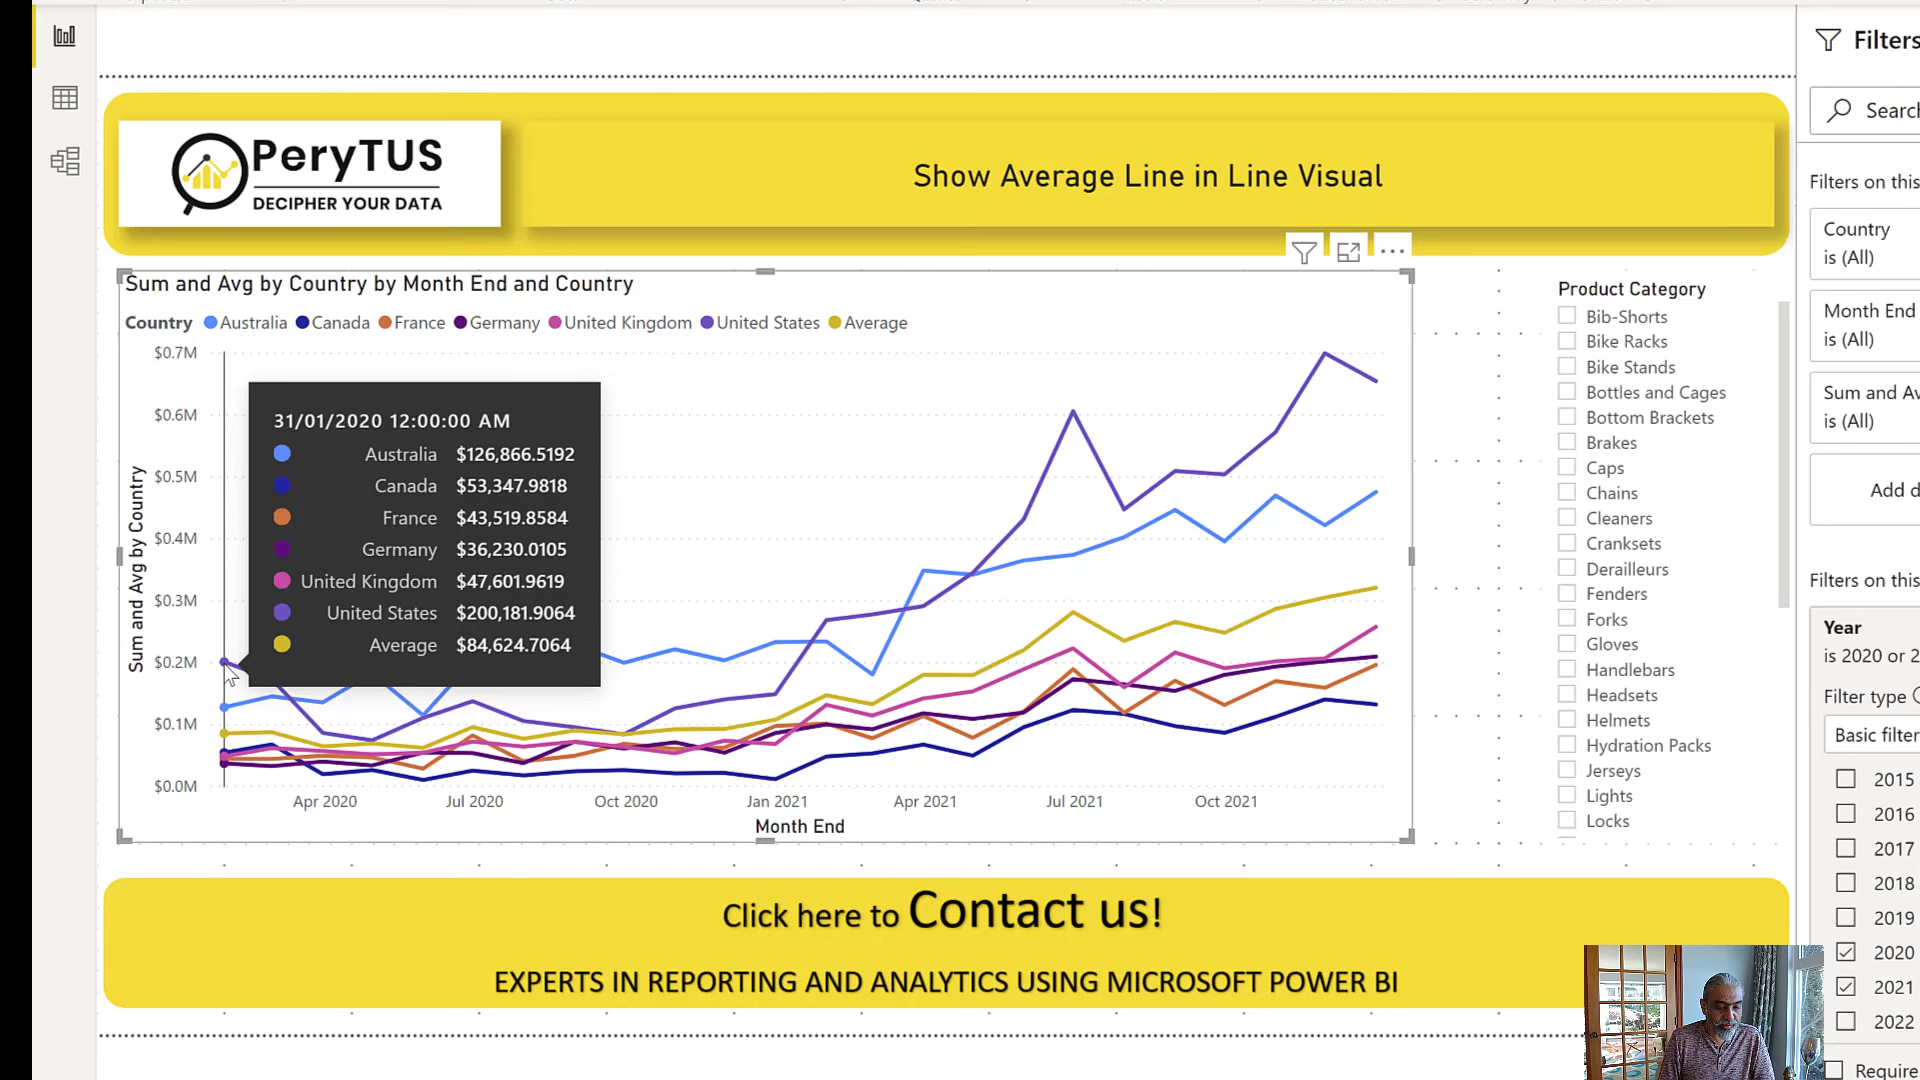 Filters
Search
PeryTUS
DECIPHER YOUR DATA
Show Average Line in Line Visual
Filters on this
Country
is (All)
Month End
is (All)
Sum and Av
is (All)
Add d
Filters on this
Year
is 2020 or 2
Filter type
Basic filter
2015
2016
2017
2018
2019
2020
2021
2022
Require
Sum and Avg by Country by Month End and Country
Country Australia Canada France Germany United Kingdom United States Average
$0.7M
$0.6M
$0.5M
$0.4M
$0.3M
$0.2M
$0.1M
$0.0M
Sum and Avg by Country
31/01/2020 12:00:00 AM
Australia $126,866.5192
Canada $53,347.9818
France $43,519.8584
Germany $36,230.0105
United Kingdom $47,601.9619
United States $200,181.9064
Average $84,624.7064
Apr 2020 Jul 2020 Oct 2020 Jan 2021 Apr 2021 Jul 2021 Oct 2021
Month End
Product Category
Bib-Shorts
Bike Racks
Bike Stands
Bottles and Cages
Bottom Brackets
Brakes
Caps
Chains
Cleaners
Cranksets
Derailleurs
Fenders
Forks
Gloves
Handlebars
Headsets
Helmets
Hydration Packs
Jerseys
Lights
Locks
Click here to Contact us!
EXPERTS IN REPORTING AND ANALYTICS USING MICROSOFT POWER BI